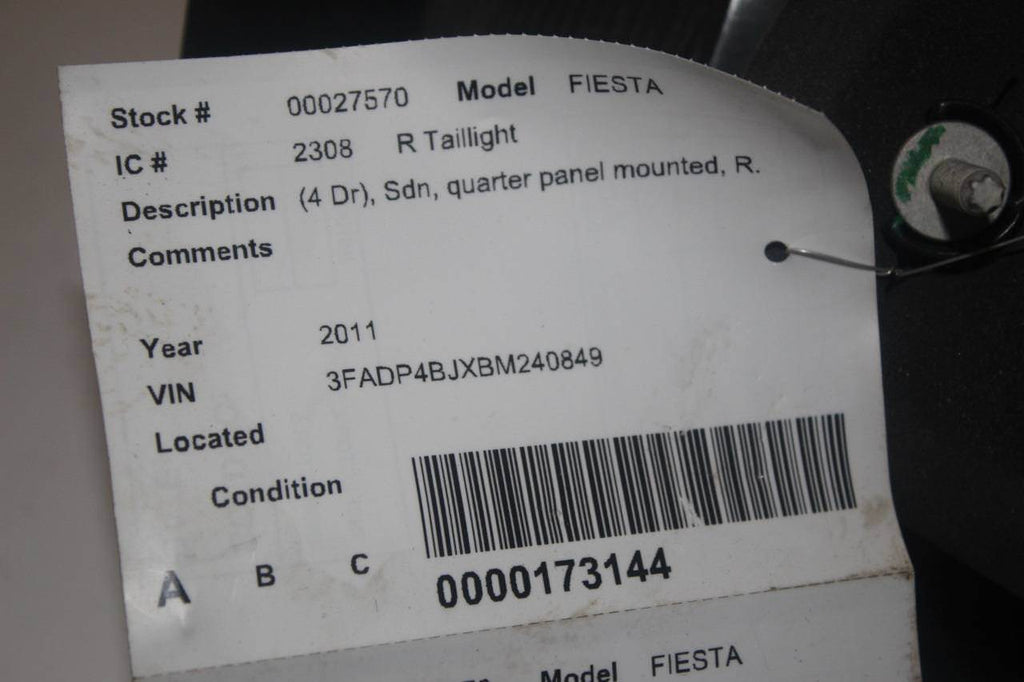 Stock # 00027570 Model FIESTA
IC # 2308 R Taillight
Description (4 Dr), Sdn, quarter panel mounted, R.
Comments
Year 2011
VIN 3FADP4BJXBM240849
Located
Condition
A B C
0000173144
Model FIESTA